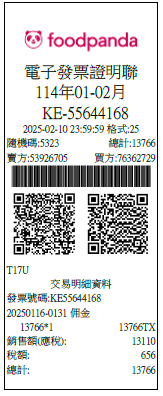 foodpanda
電子發票證明聯
114年01-02月
KE-55644168
2025-02-10 23:59:59 格式:25
隨機碼:5323 總計:13766
賣方:53926705 買方:76362729
T17U
交易明細資料
發票號碼:KE55644168
20250116-0131 佣金
13766*1 13766TX
銷售額(應稅): 13110
稅額: 656
總計: 13766